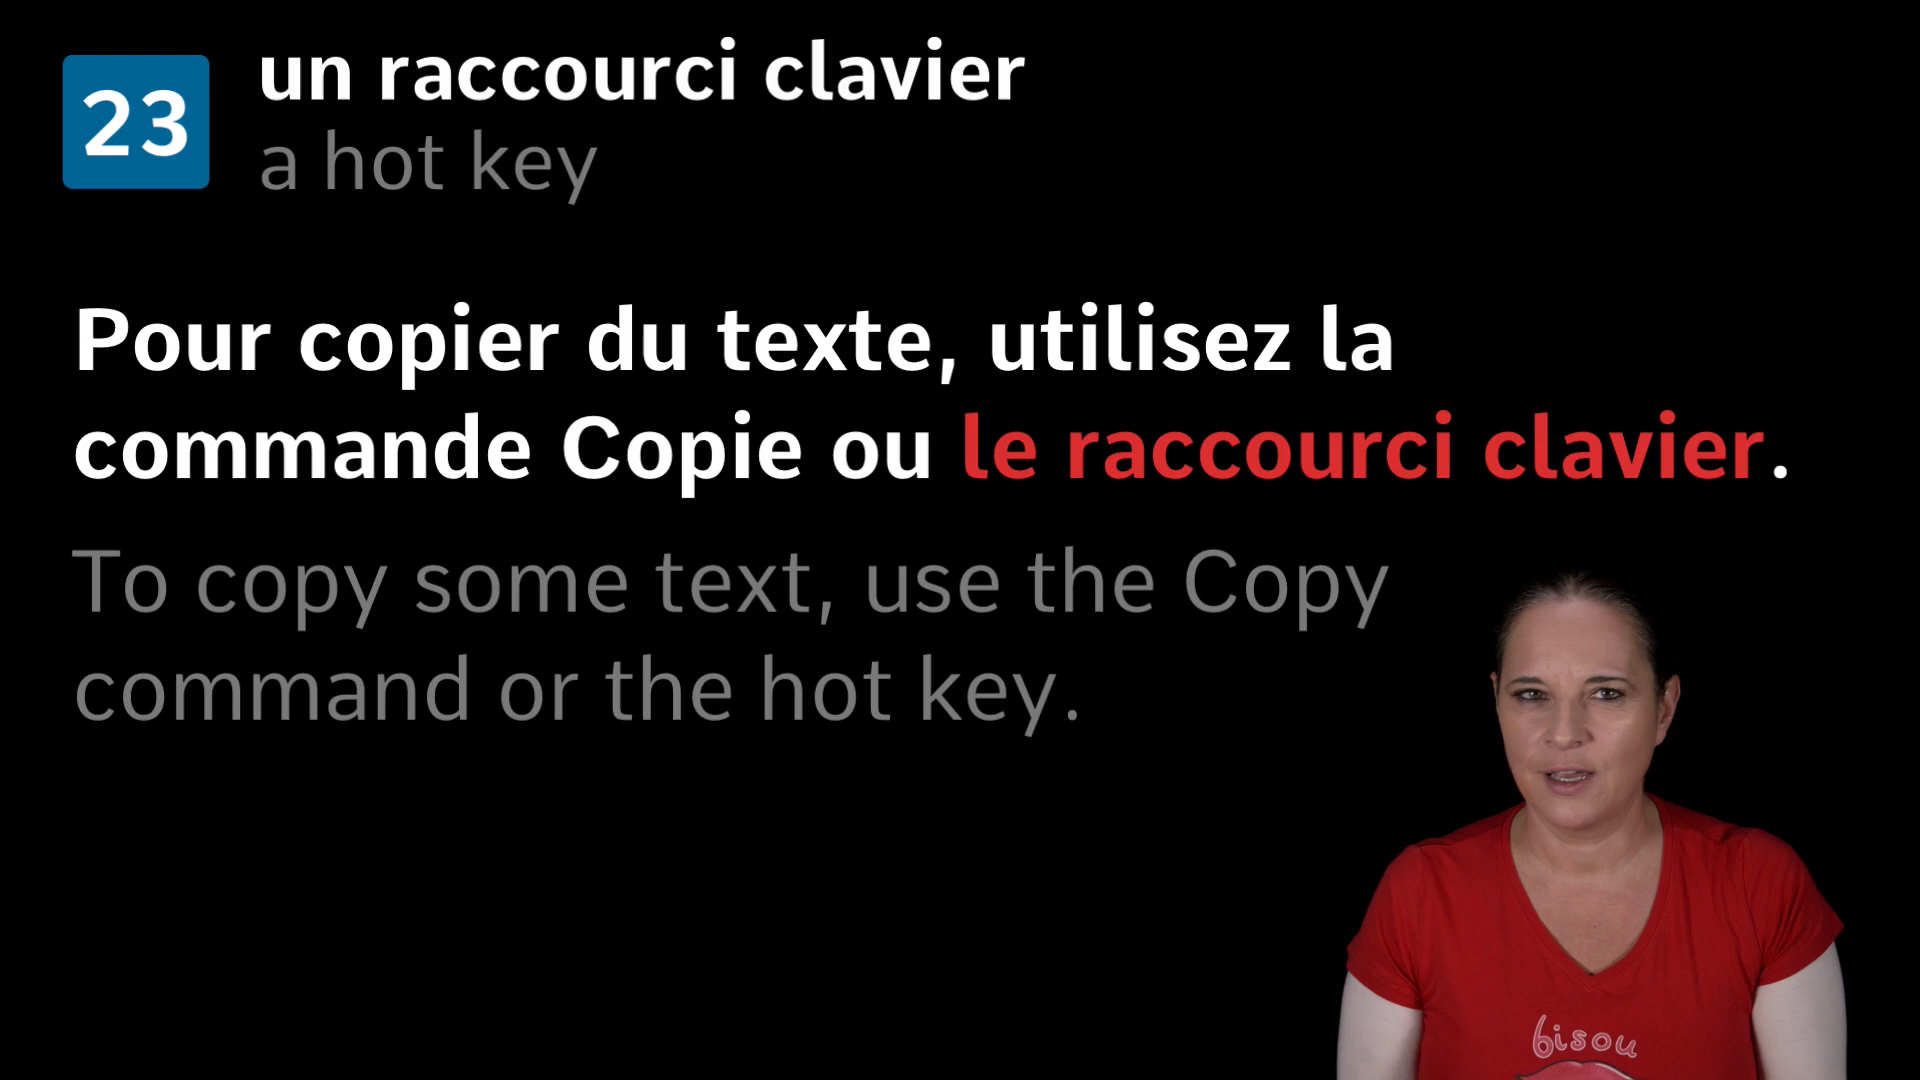 23
un raccourci clavier
a hot key
Pour copier du texte, utilisez la
commande Copie ou le raccourci clavier.
To copy some text, use the Copy
command or the hot key.
bisou